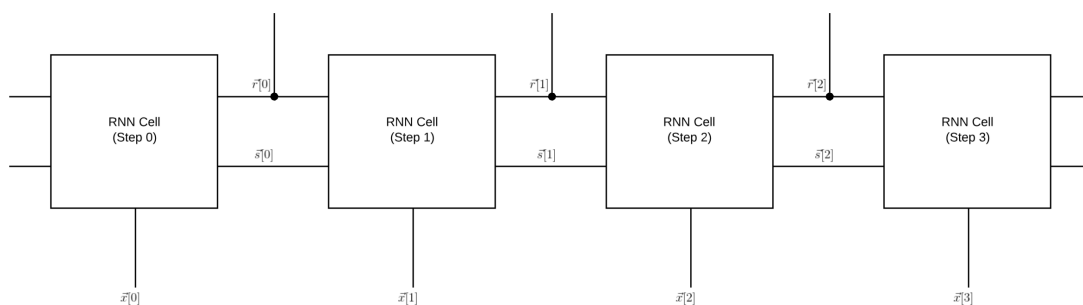 r⃗[0]
r⃗[1]
r⃗[2]
RNN Cell
(Step 0)
RNN Cell
(Step 1)
RNN Cell
(Step 2)
RNN Cell
(Step 3)
s⃗[0]
s⃗[1]
s⃗[2]
x⃗[0]
x⃗[1]
x⃗[2]
x⃗[3]